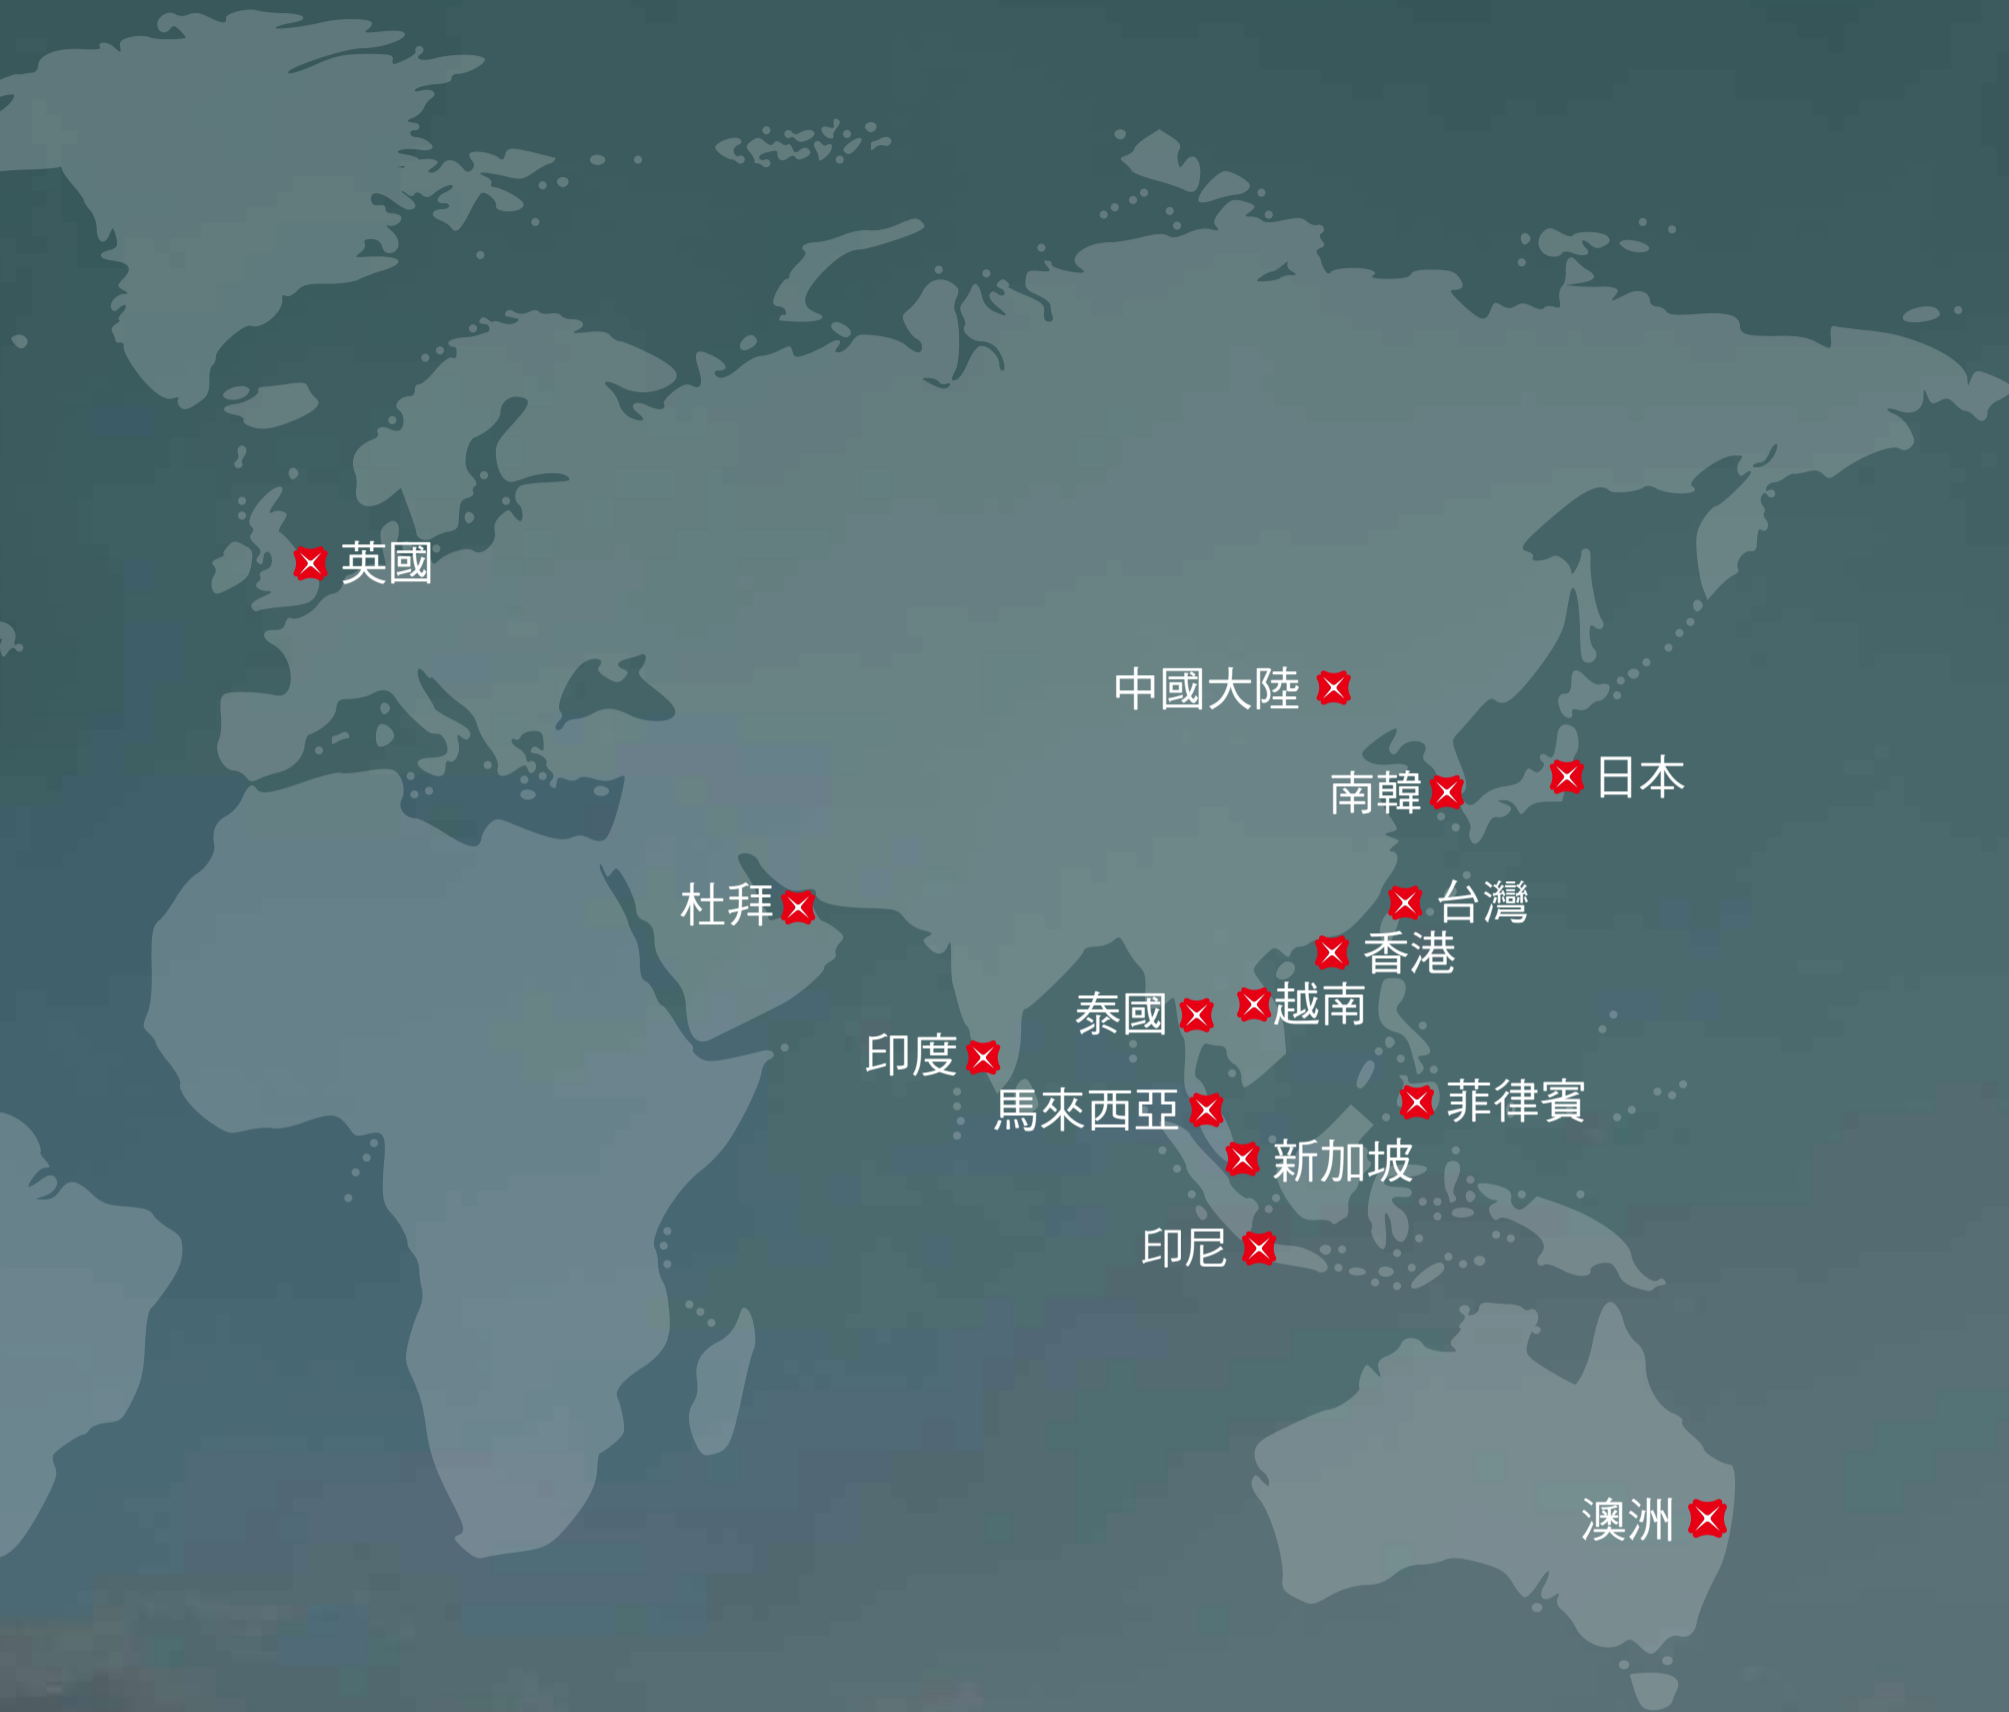 英國
中國大陸
日本
南韓
台灣
杜拜
香港
越南
泰國
印度
菲律賓
馬來西亞
新加坡
印尼
澳洲